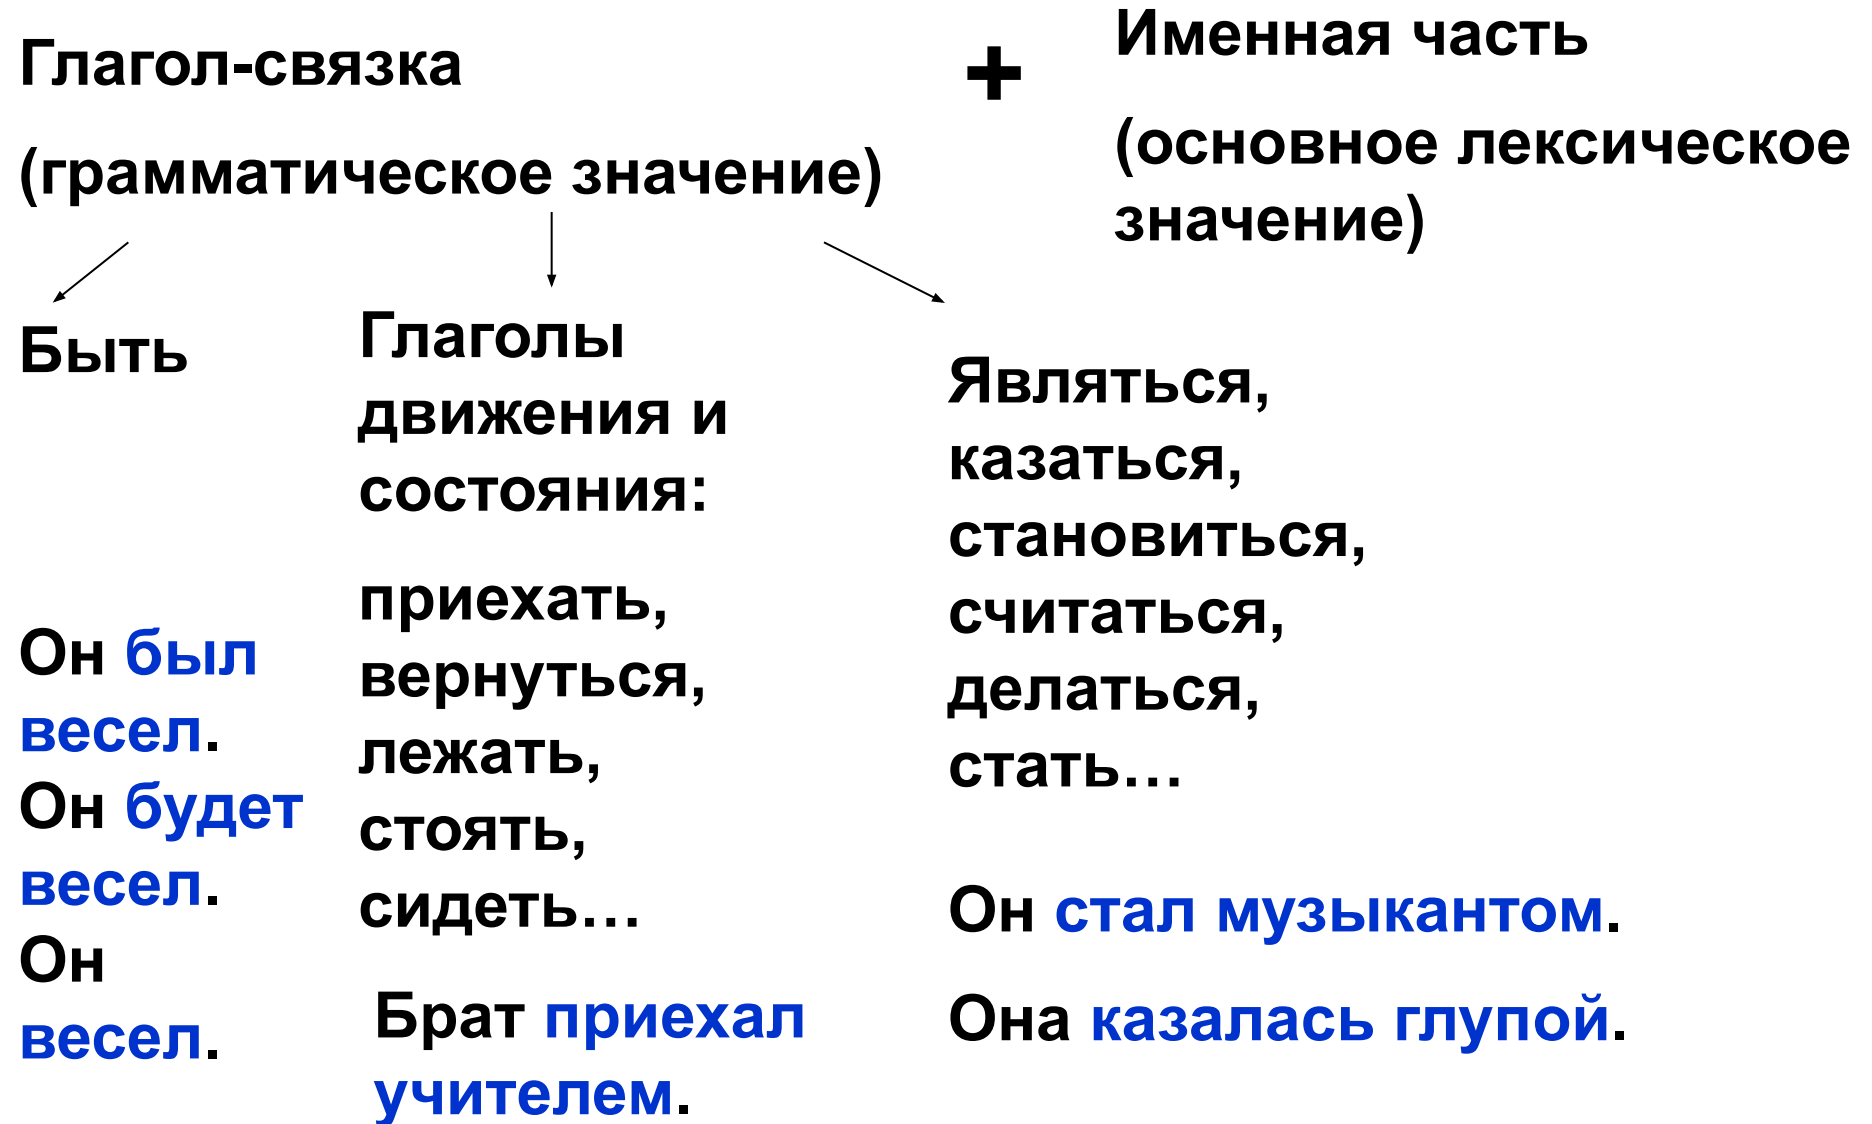 Глагол-связка
(грамматическое значение)
+
Именная часть
(основное лексическое
значение)
Быть
Он был
весел.
Он будет
весел.
Он
весел.
Глаголы
движения и
состояния:
приехать,
вернуться,
лежать,
стоять,
сидеть…
Брат приехал
учителем.
Являться,
казаться,
становиться,
считаться,
делаться,
стать…
Он стал музыкантом.
Она казалась глупой.